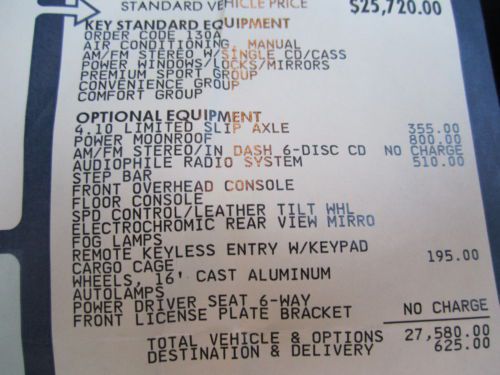 STANDARD VEHICLE PRICE $25,720.00
KEY STANDARD EQUIPMENT
ORDER CODE 130A
AIR CONDITIONING, MANUAL
AM/FM STEREO W/SINGLE CD/CASS
POWER WINDOWS/LOCKS/MIRRORS
PREMIUM SPORT GROUP
CONVENIENCE GROUP
COMFORT GROUP
OPTIONAL EQUIPMENT
4.10 LIMITED SLIP AXLE 355.00
POWER MOONROOF 800.00
AM/FM STEREO/IN DASH 6-DISC CD NO CHARGE
AUDIOPHILE RADIO SYSTEM 510.00
STEP BAR
FRONT OVERHEAD CONSOLE
FLOOR CONSOLE
SPD CONTROL/LEATHER TILT WHL
ELECTROCHROMIC REAR VIEW MIRRO
FOG LAMPS
REMOTE KEYLESS ENTRY W/KEYPAD
CARGO CAGE 195.00
WHEELS, 16' CAST ALUMINUM
AUTOLAMPS
POWER DRIVER SEAT 6-WAY
FRONT LICENSE PLATE BRACKET NO CHARGE
TOTAL VEHICLE & OPTIONS 27,580.00
DESTINATION & DELIVERY 625.00